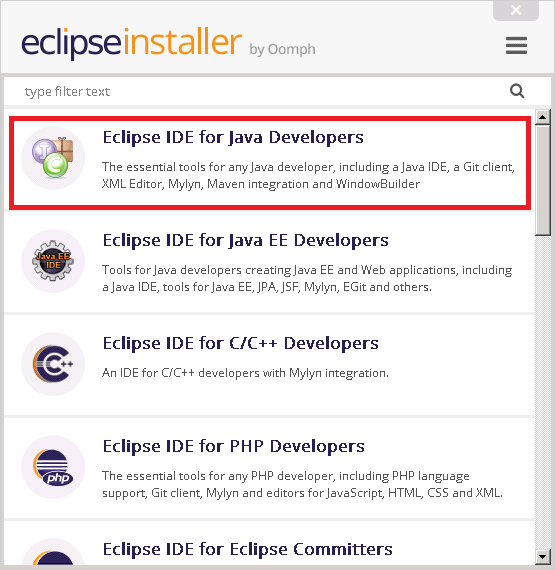 eclipseinstaller by Oomph
type filter text
Eclipse IDE for Java Developers
The essential tools for any Java developer, including a Java IDE, a Git client,
XML Editor, Mylyn, Maven integration and WindowBuilder
Java EE
IDE
Eclipse IDE for Java EE Developers
Tools for Java developers creating Java EE and Web applications, including
a Java IDE, tools for Java EE, JPA, JSF, Mylyn, EGit and others.
C++
Eclipse IDE for C/C++ Developers
An IDE for C/C++ developers with Mylyn integration.
php
Eclipse IDE for PHP Developers
The essential tools for any PHP developer, including PHP language
support, Git client, Mylyn and editors for JavaScript, HTML, CSS and XML.
Eclipse IDE for Eclipse Committers